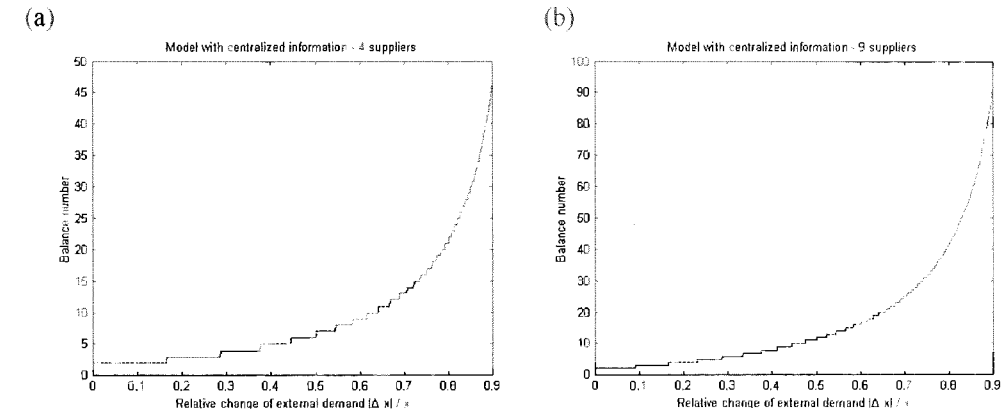 (a)
(b)
Model with centralized information - 4 suppliers
Model with centralized information - 9 suppliers
50
45
40
35
30
25
20
15
10
5
0
Balance number
0 0.1 0.2 0.3 0.4 0.5 0.6 0.7 0.8 0.9
Relative change of external demand |Δ x| / x
100
90
80
70
60
50
40
30
20
10
0
Balance number
0 0.1 0.2 0.3 0.4 0.5 0.6 0.7 0.8 0.9
Relative change of external demand |Δ x| / x